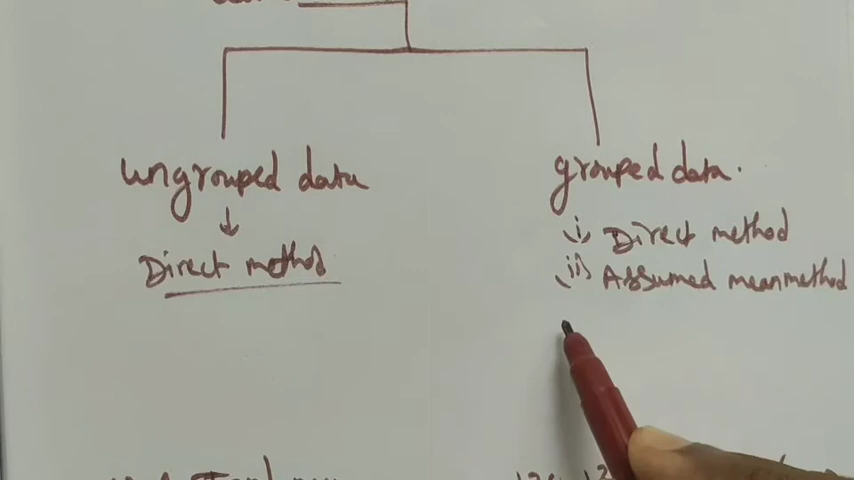 ungrouped data
grouped data.
↓
i) Direct method
Direct method
ii) Assumed mean method